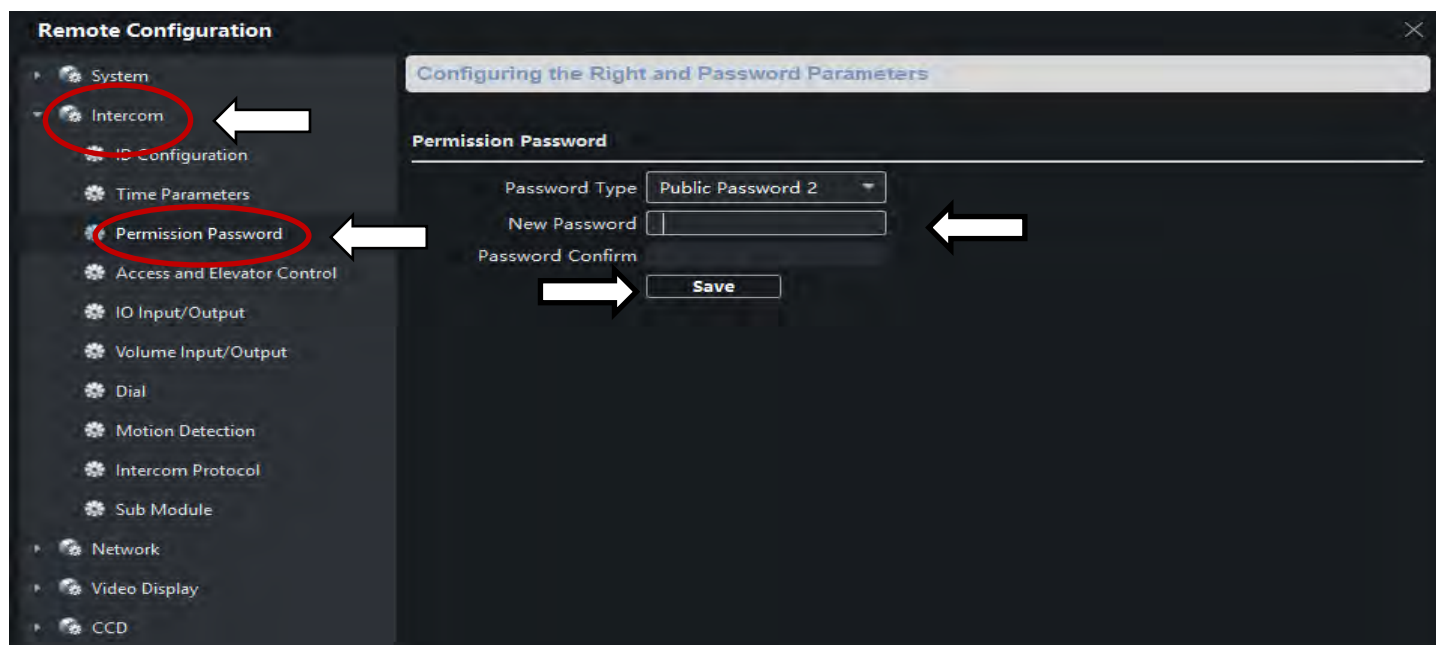 Remote Configuration
System
Intercom
ID Configuration
Time Parameters
Permission Password
Access and Elevator Control
IO Input/Output
Volume Input/Output
Dial
Motion Detection
Intercom Protocol
Sub Module
Network
Video Display
CCD
Configuring the Right and Password Parameters
Permission Password
Password Type Public Password 2
New Password
Password Confirm
Save